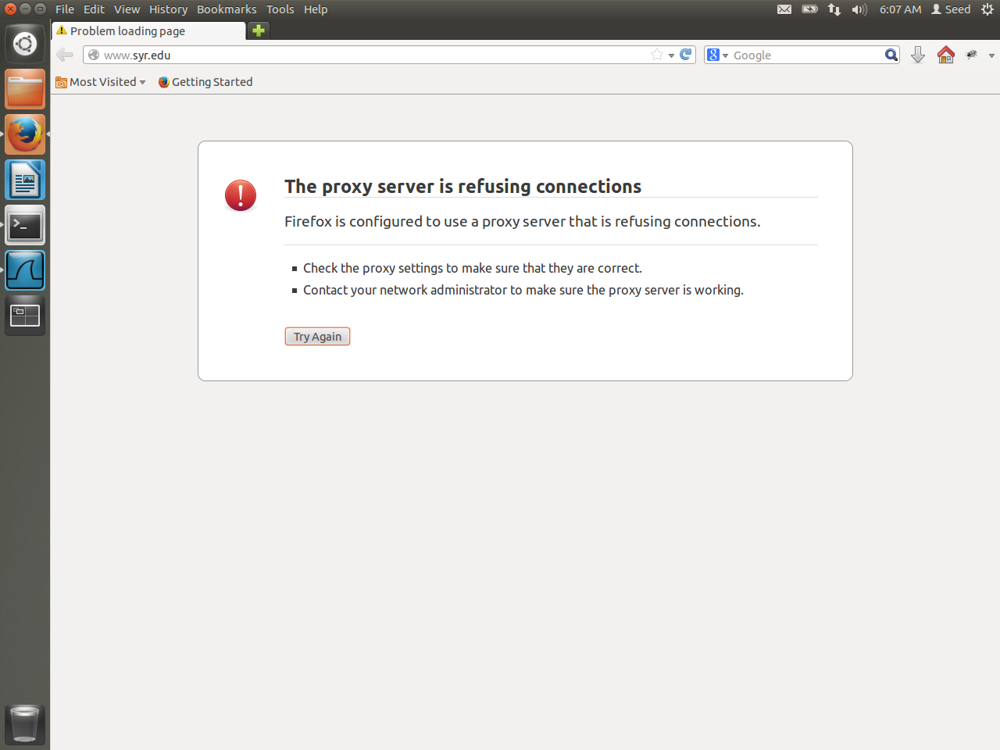 File Edit View History Bookmarks Tools Help 6:07 AM Seed
Problem loading page
www.syr.edu Google
Most Visited Getting Started
The proxy server is refusing connections
Firefox is configured to use a proxy server that is refusing connections.
Check the proxy settings to make sure that they are correct.
Contact your network administrator to make sure the proxy server is working.
Try Again